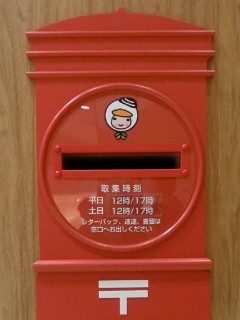 取集時刻
平日 12時/17時
土日 12時/17時
レターパック、速達、書留は
窓口へお出しください
〒